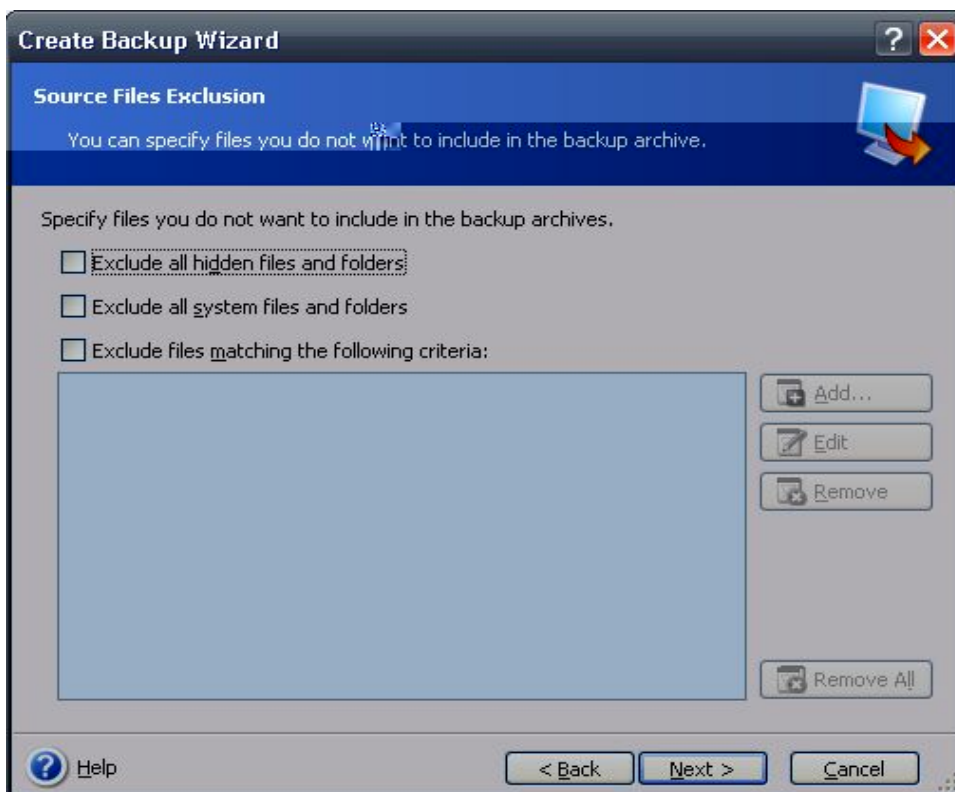 Create Backup Wizard
Source Files Exclusion
You can specify files you do not want to include in the backup archive.
Specify files you do not want to include in the backup archives.
Exclude all hidden files and folders
Exclude all system files and folders
Exclude files matching the following criteria:
Add...
Edit
Remove
Remove All
Help
< Back
Next >
Cancel